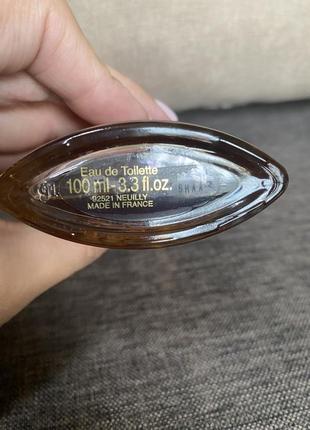 Eau de Toilette
100 ml-3.3 fl.oz.
92521 NEUILLY
MADE IN FRANCE